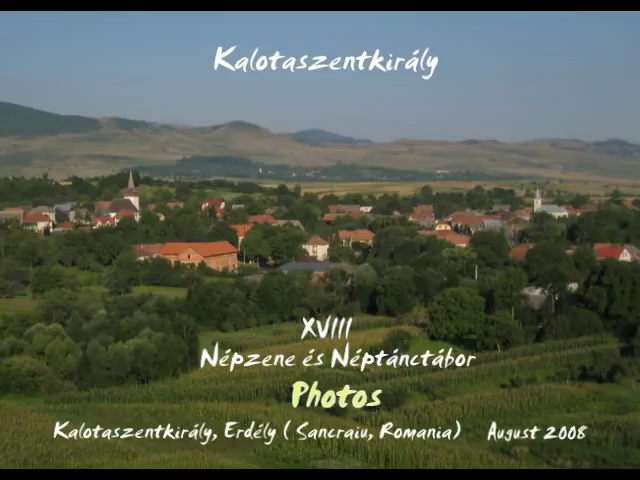 Kalotaszentkirály
XVIII
Népzene és Néptánctábor
Photos
Kalotaszentkirály, Erdély ( Sancraiu, Romania) August 2008